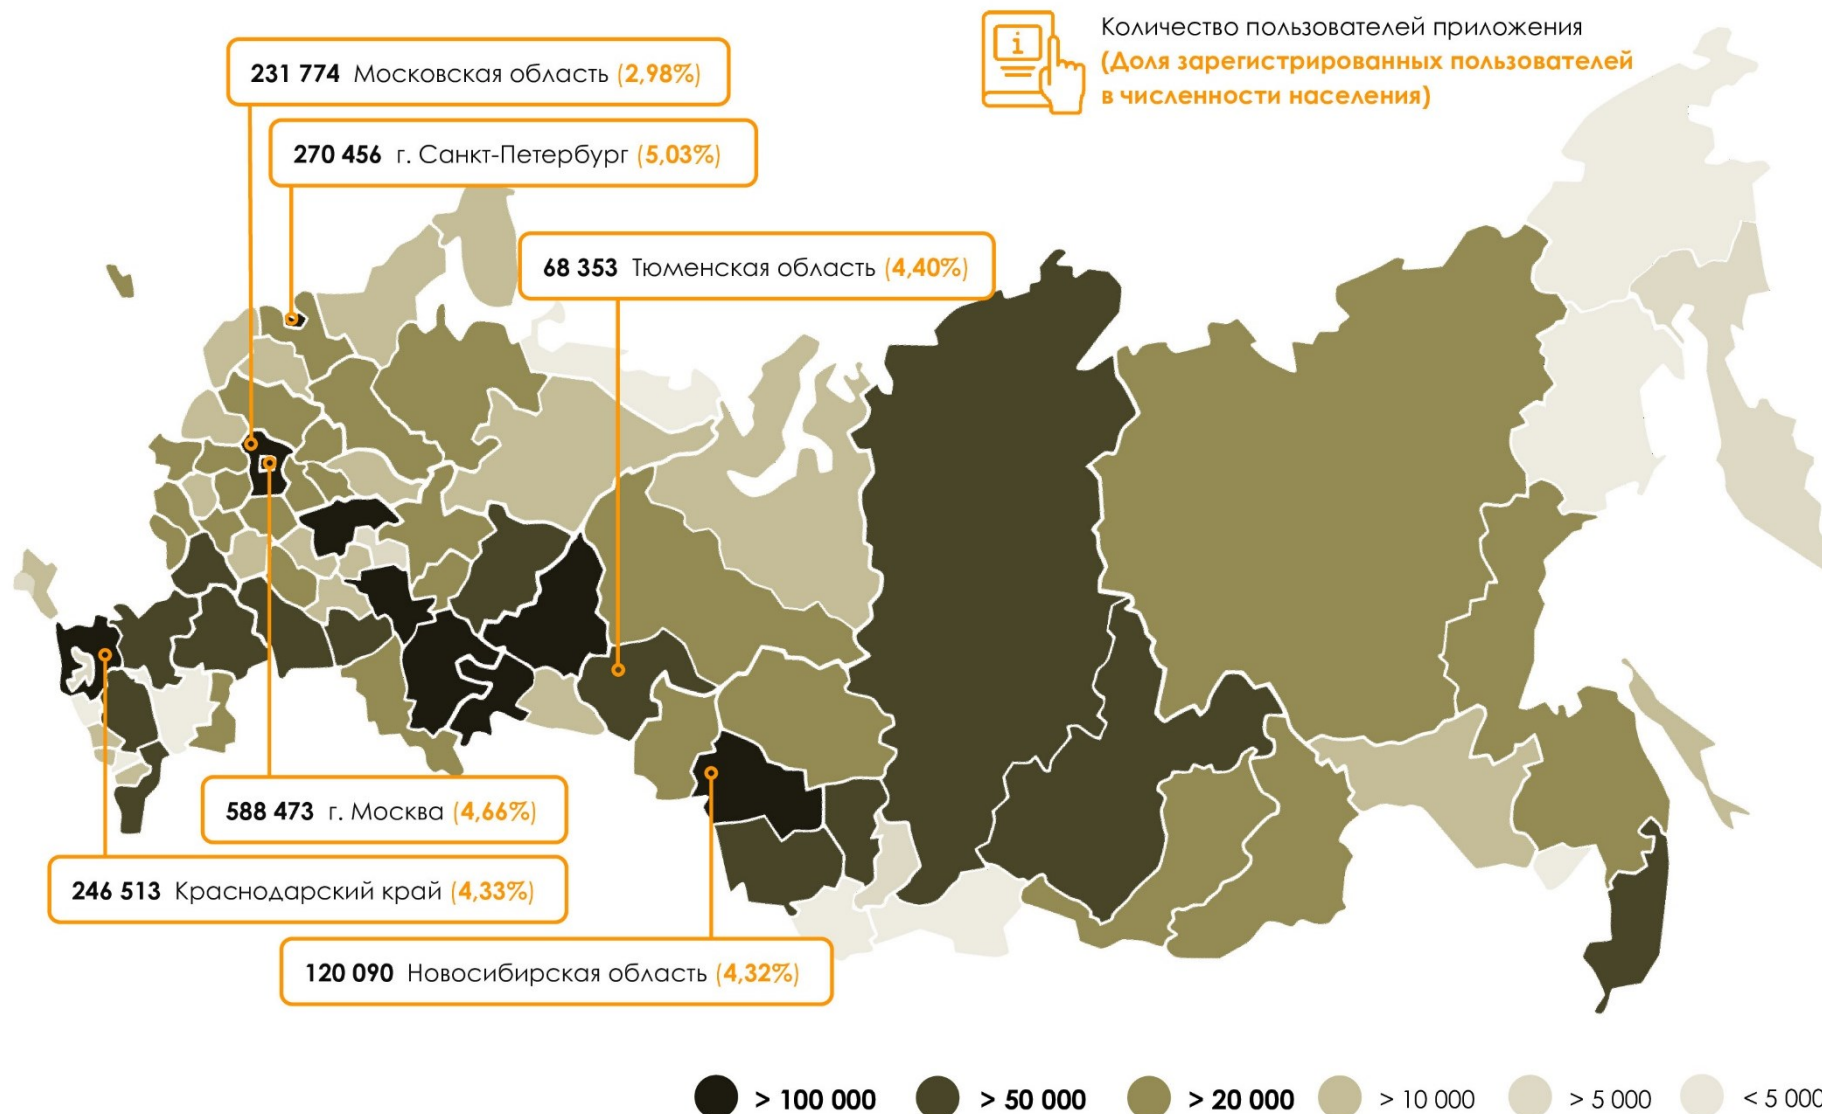 i
Количество пользователей приложения
(Доля зарегистрированных пользователей
в численности населения)
231 774 Московская область (2,98%)
270 456 г. Санкт-Петербург (5,03%)
68 353 Тюменская область (4,40%)
588 473 г. Москва (4,66%)
246 513 Краснодарский край (4,33%)
120 090 Новосибирская область (4,32%)
> 100 000 > 50 000 > 20 000 > 10 000 > 5 000 < 5 000